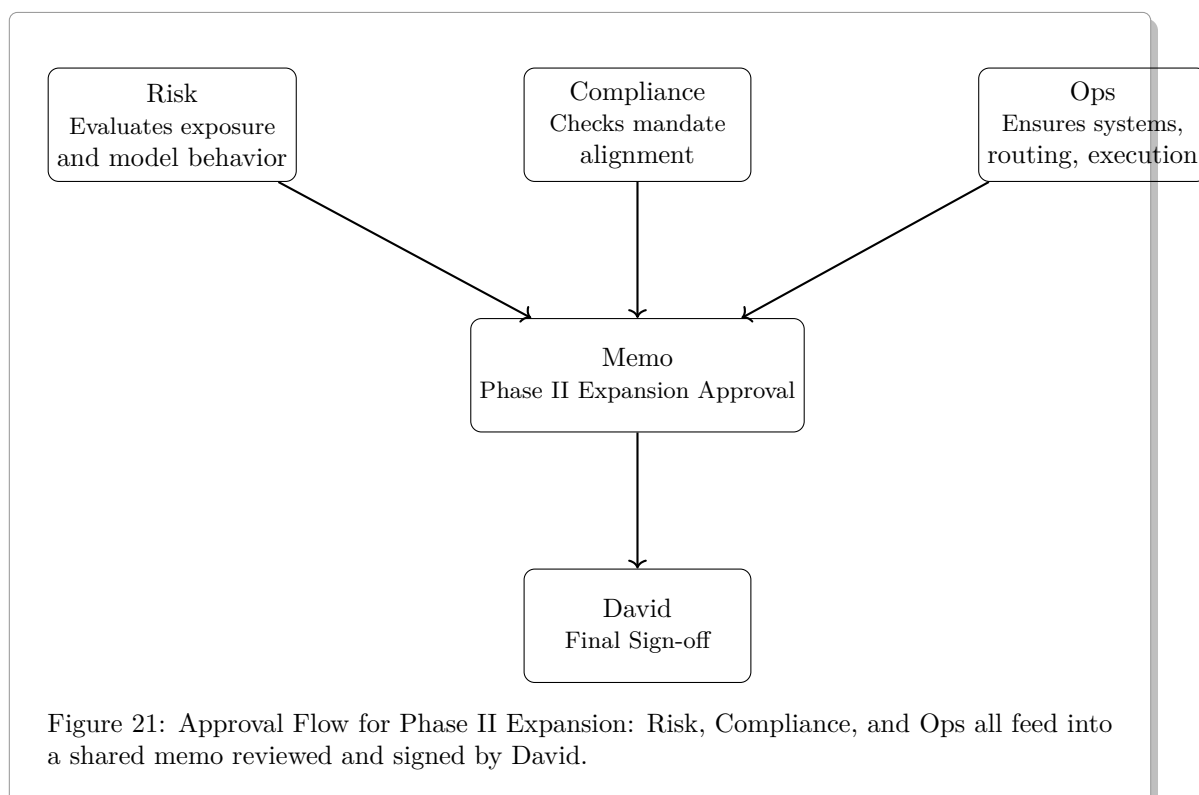 Risk
Evaluates exposure
and model behavior
Compliance
Checks mandate
alignment
Ops
Ensures systems,
routing, execution
Memo
Phase II Expansion Approval
David
Final Sign-off
Figure 21: Approval Flow for Phase II Expansion: Risk, Compliance, and Ops all feed into
a shared memo reviewed and signed by David.